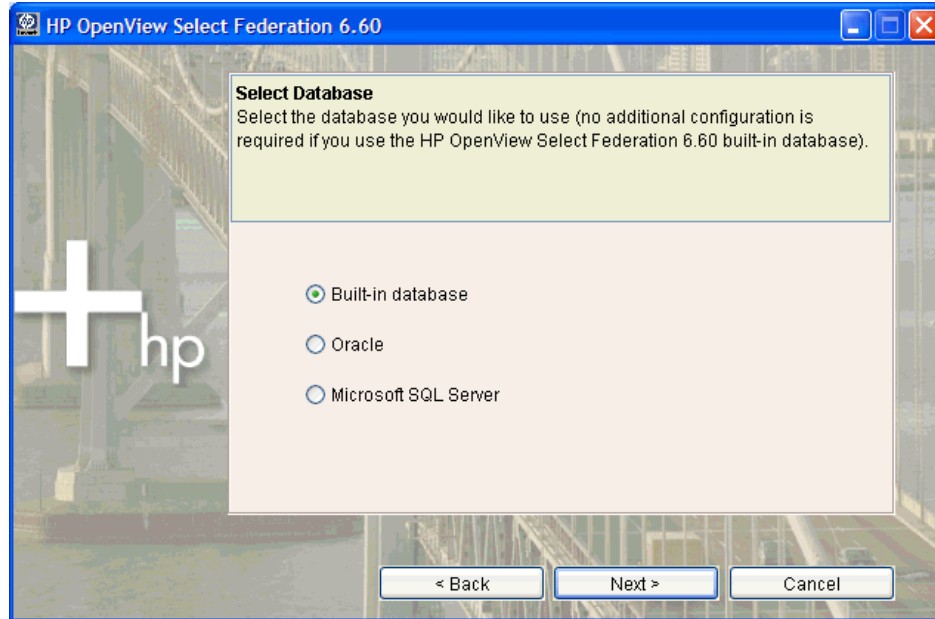 HP OpenView Select Federation 6.60
Select Database
Select the database you would like to use (no additional configuration is
required if you use the HP OpenView Select Federation 6.60 built-in database).
Built-in database
Oracle
Microsoft SQL Server
hp
< Back
Next >
Cancel